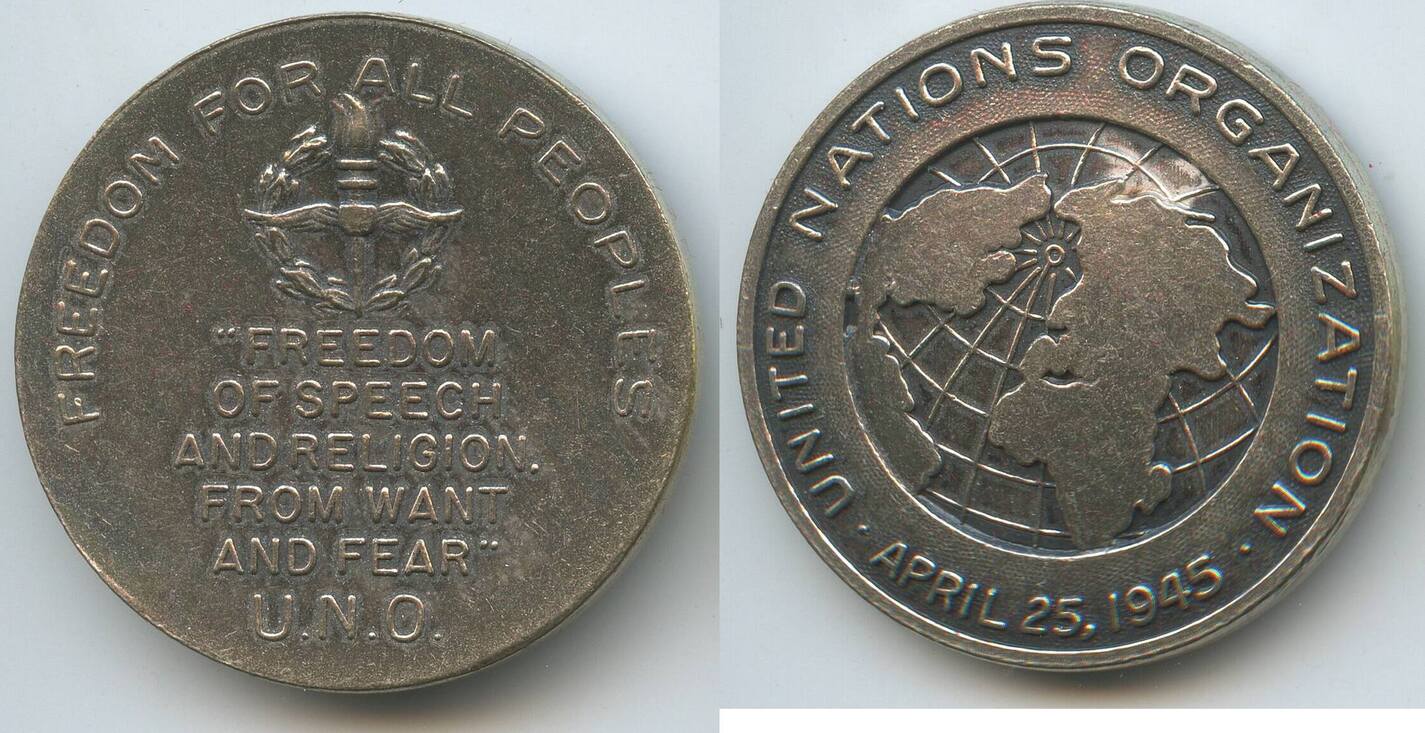 FREEDOM FOR ALL PEOPLES
"FREEDOM
OF SPEECH
AND RELIGION.
FROM WANT
AND FEAR"
U.N.O.
UNITED NATIONS ORGANIZATION
· APRIL 25, 1945 ·